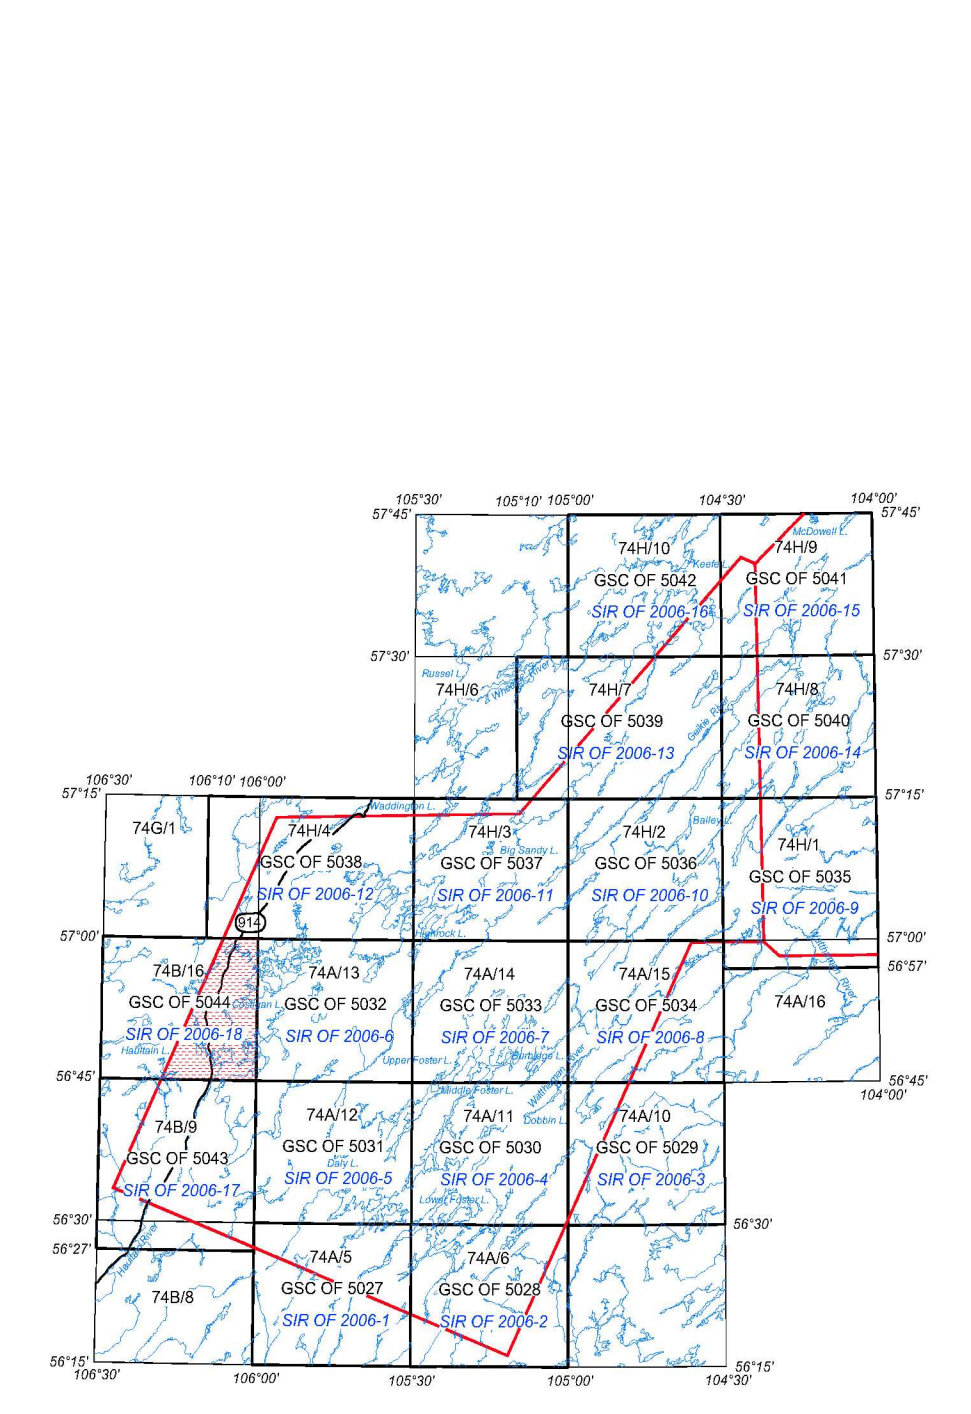 105°30' 105°10' 105°00' 104°30' 104°00'
57°45' 57°45'
McDowell L.
74H/10 74H/9
Keefe L.
GSC OF 5042 GSC OF 5041
SIR OF 2006-16 SIR OF 2006-15
57°30' 57°30'
Russel L.
Wheeler River
74H/6 74H/7 74H/8
Geikie River
GSC OF 5039 GSC OF 5040
SIR OF 2006-13 SIR OF 2006-14
106°30' 106°10' 106°00'
57°15' 57°15'
Waddington L.
Bailey L.
74G/1 74H/4 74H/3 74H/2 74H/1
Big Sandy L.
GSC OF 5038 GSC OF 5037 GSC OF 5036 GSC OF 5035
SIR OF 2006-12 SIR OF 2006-11 SIR OF 2006-10 SIR OF 2006-9
914
Highrock L.
57°00' 57°00'
56°57'
74B/16 74A/13 74A/14 74A/15 74A/16
River
GSC OF 5044 GSC OF 5032 GSC OF 5033 GSC OF 5034
SIR OF 2006-18 SIR OF 2006-6 SIR OF 2006-7 SIR OF 2006-8
Haultain L.
Upper Foster L.
River
56°45' 56°45'
104°00'
Middle Foster L.
74B/9 74A/12 74A/11 74A/10
Dobbin L.
GSC OF 5043 GSC OF 5031 GSC OF 5030 GSC OF 5029
Daly L.
SIR OF 2006-17 SIR OF 2006-5 SIR OF 2006-4 SIR OF 2006-3
Lower Foster L.
56°30' 56°30'
56°27'
Haultain River
74A/5 74A/6
74B/8 GSC OF 5027 GSC OF 5028
SIR OF 2006-1 SIR OF 2006-2
56°15' 56°15'
106°30' 106°00' 105°30' 105°00' 104°30'